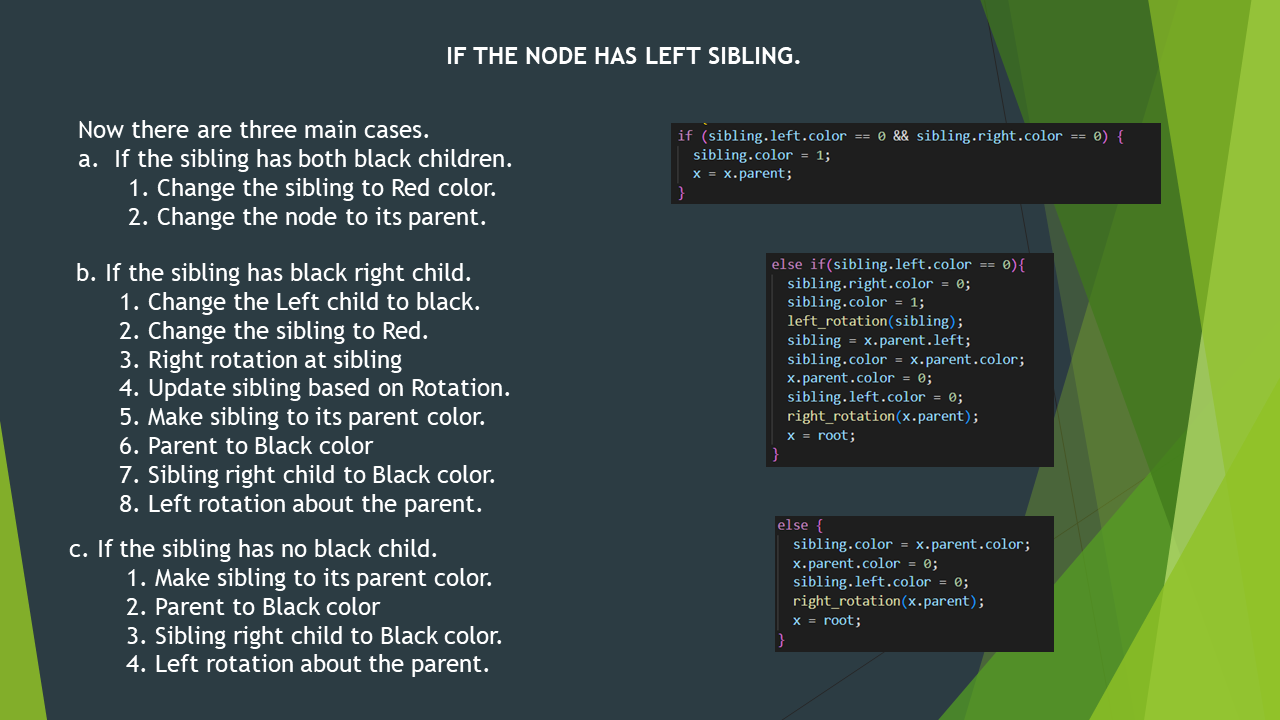 IF THE NODE HAS LEFT SIBLING.
Now there are three main cases.
a. If the sibling has both black children.
1. Change the sibling to Red color.
2. Change the node to its parent.
b. If the sibling has black right child.
1. Change the Left child to black.
2. Change the sibling to Red.
3. Right rotation at sibling
4. Update sibling based on Rotation.
5. Make sibling to its parent color.
6. Parent to Black color
7. Sibling right child to Black color.
8. Left rotation about the parent.
c. If the sibling has no black child.
1. Make sibling to its parent color.
2. Parent to Black color
3. Sibling right child to Black color.
4. Left rotation about the parent.
if (sibling.left.color == 0 && sibling.right.color == 0) {
sibling.color = 1;
x = x.parent;
}
else if(sibling.left.color == 0){
sibling.right.color = 0;
sibling.color = 1;
left_rotation(sibling);
sibling = x.parent.left;
sibling.color = x.parent.color;
x.parent.color = 0;
sibling.left.color = 0;
right_rotation(x.parent);
x = root;
}
else {
sibling.color = x.parent.color;
x.parent.color = 0;
sibling.left.color = 0;
right_rotation(x.parent);
x = root;
}